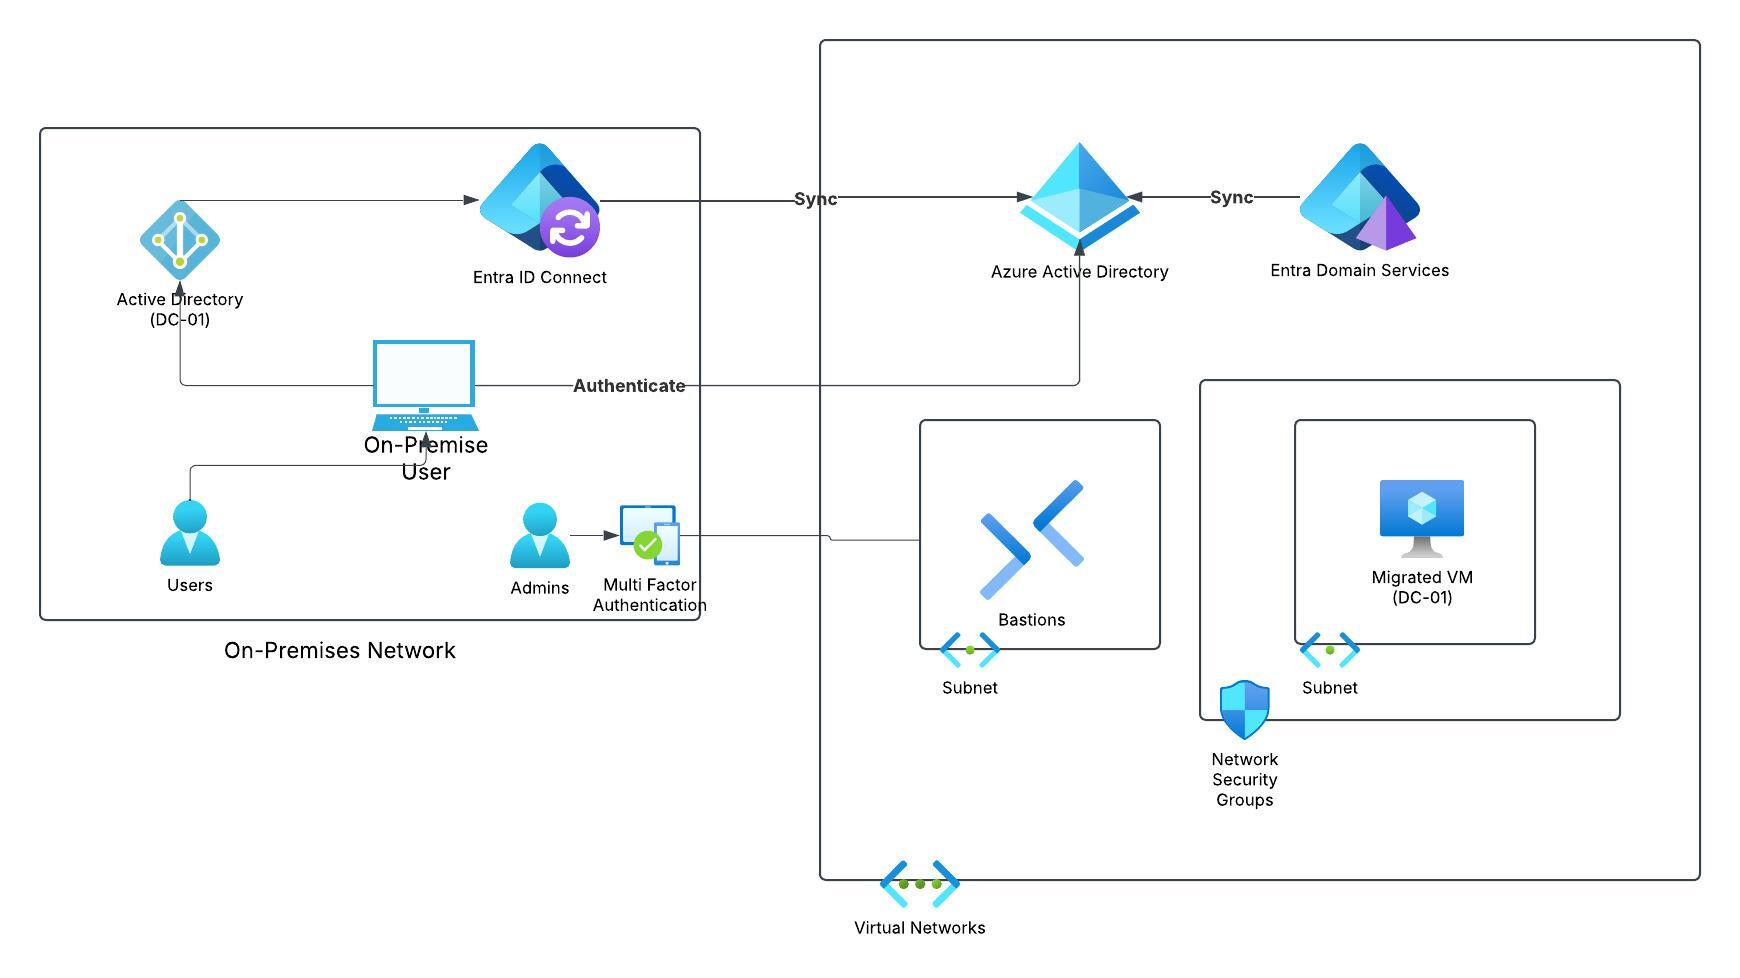 Sync
Sync
Entra ID Connect
Azure Active Directory
Entra Domain Services
Active Directory
(DC-01)
Authenticate
On-Premise
User
Users
Admins
Multi Factor
Authentication
On-Premises Network
Bastions
Subnet
Migrated VM
(DC-01)
Subnet
Network
Security
Groups
Virtual Networks